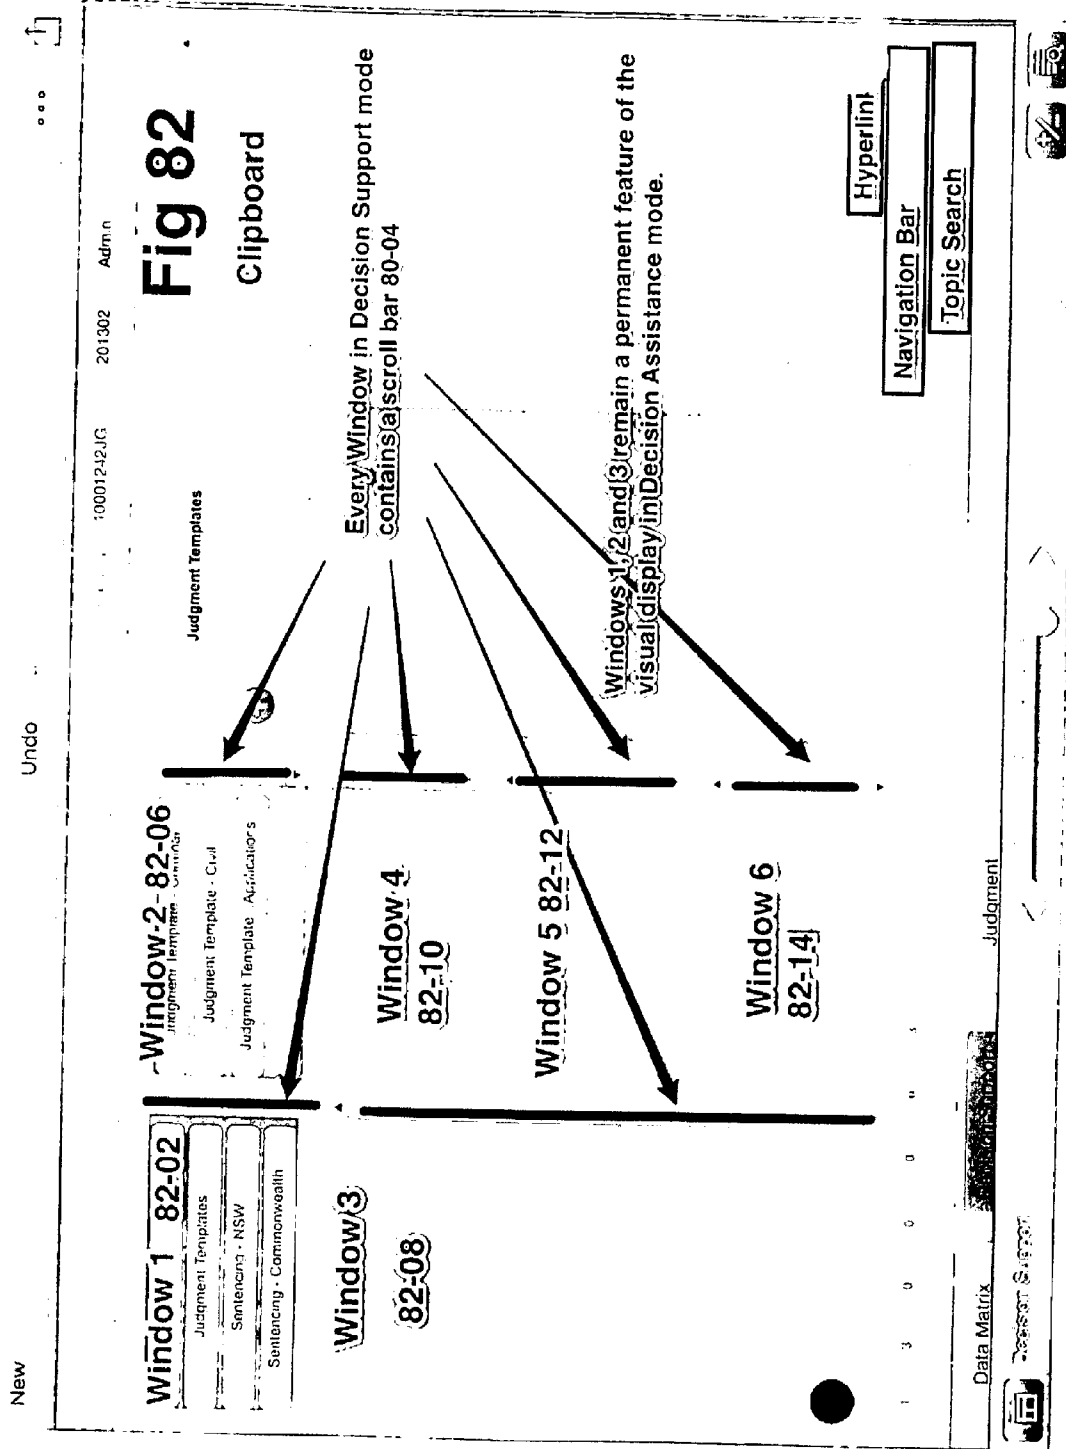 New
Undo
10001242JG 201302 Admin
Fig 82
Clipboard
Window 1 82-02
Judgment Templates
Sentencing - NSW
Sentencing - Commonwealth
Window-2-82-06
Judgment Template - Civil
Judgment Template - Applications
Judgment Templates
Every Window in Decision Support mode
contains a scroll bar 80-04
Window 3
82-08
Window 4
82-10
Window 5 82-12
Window 6
82-14
Windows 1, 2 and 3 remain a permanent feature of the
visual display in Decision Assistance mode.
Hyperlink
Navigation Bar
Topic Search
Data Matrix
Judgment
Decision Support